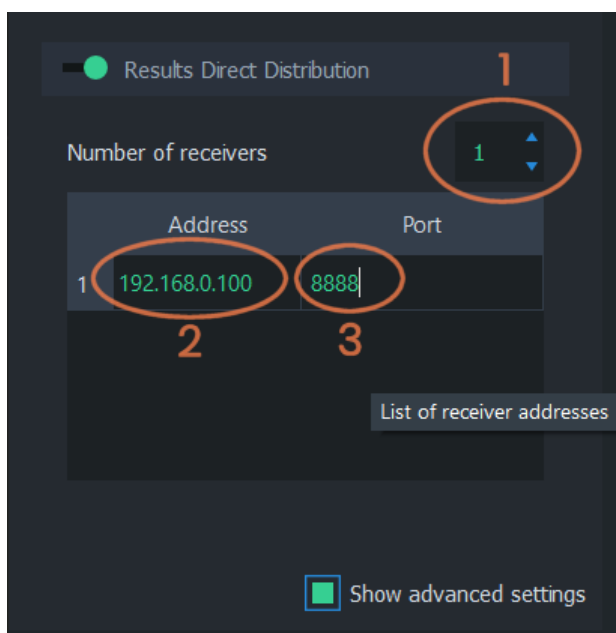 Results Direct Distribution
1
Number of receivers
1
Address Port
1 192.168.0.100 8888
2 3
List of receiver addresses
Show advanced settings